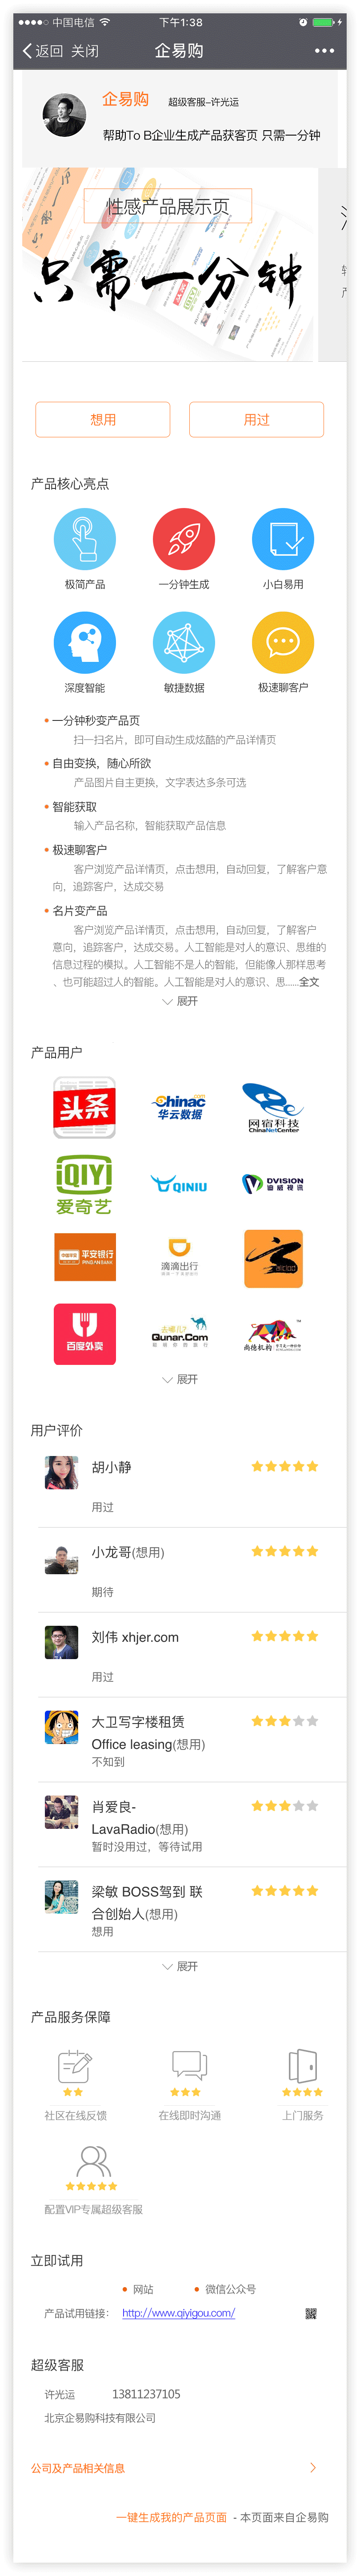 中国电信
下午1:38
返回 关闭
企易购
企易购
超级客服-许光运
帮助To B企业生成产品获客页 只需一分钟
性感产品展示页
只需一分钟
想用
用过
产品核心亮点
极简产品
一分钟生成
小白易用
深度智能
敏捷数据
极速聊客户
一分钟秒变产品页
扫一扫名片，即可自动生成炫酷的产品详情页
自由变换，随心所欲
产品图片自主更换，文字表达多条可选
智能获取
输入产品名称，智能获取产品信息
极速聊客户
客户浏览产品详情页，点击想用，自动回复，了解客户意
向，追踪客户，达成交易
名片变产品
客户浏览产品详情页，点击想用，自动回复，了解客户
意向，追踪客户，达成交易。人工智能是对人的意识、思维的
信息过程的模拟。人工智能不是人的智能，但能像人那样思考
、也可能超过人的智能。人工智能是对人的意识、思......全文
展开
产品用户
头条
Chinac
华云数据
网宿科技
ChinaNetCenter
iQIYI
爱奇艺
QINIU
DVISION
迪威视讯
平安银行
PINGAN BANK
滴滴出行
百度外卖
去哪儿?
Qunar.Com
尚德机构
展开
用户评价
胡小静
用过
小龙哥(想用)
期待
刘伟 xhjer.com
用过
大卫写字楼租赁
Office leasing(想用)
不知到
肖爱良-
LavaRadio(想用)
暂时没用过，等待试用
梁敏 BOSS驾到 联
合创始人(想用)
想用
展开
产品服务保障
社区在线反馈
在线即时沟通
上门服务
配置VIP专属超级客服
立即试用
网站
微信公众号
产品试用链接：
http://www.qiyigou.com/
超级客服
许光运
13811237105
北京企易购科技有限公司
公司及产品相关信息
一键生成我的产品页面 - 本页面来自企易购